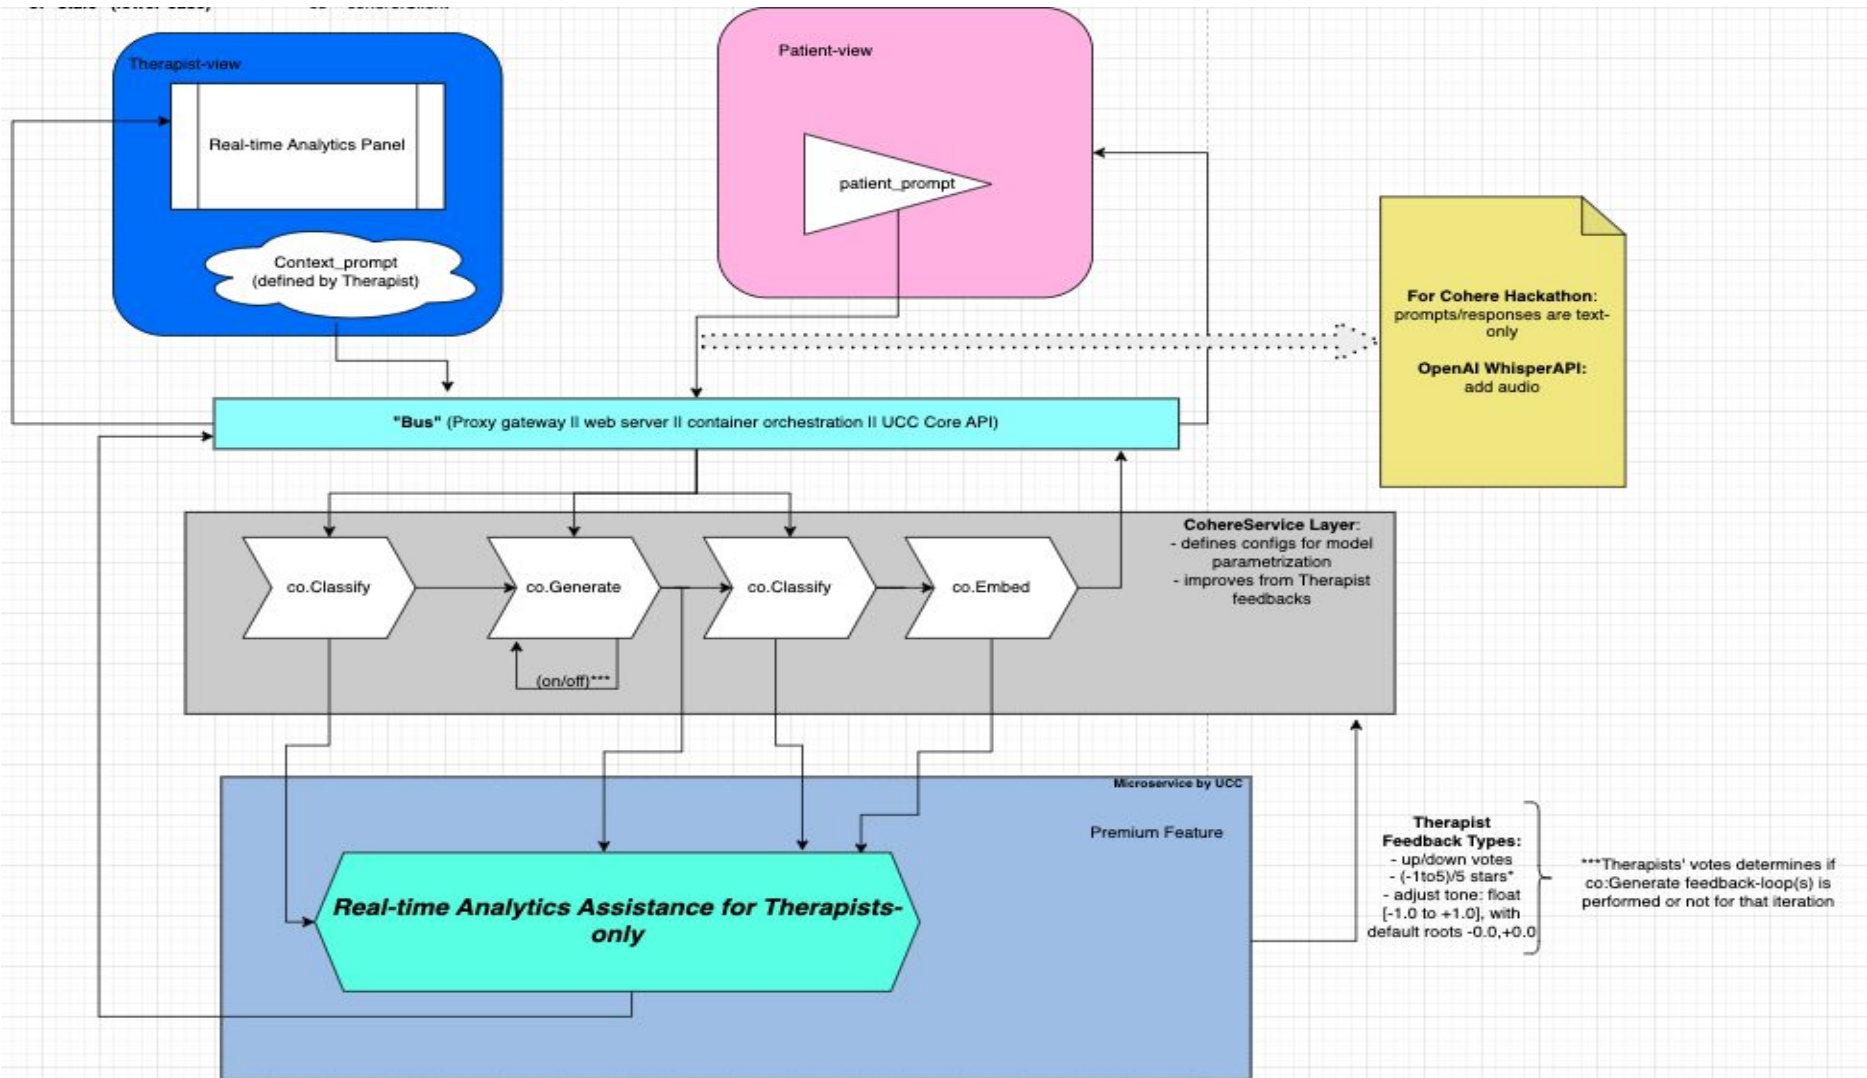 Therapist-view
Real-time Analytics Panel
Context_prompt
(defined by Therapist)
Patient-view
patient_prompt
For Cohere Hackathon:
prompts/responses are text-
only
OpenAI WhisperAPI:
add audio
"Bus" (Proxy gateway II web server II container orchestration II UCC Core API)
CohereService Layer:
- defines configs for model
parametrization
- improves from Therapist
feedbacks
co.Classify
co.Generate
co.Classify
co.Embed
(on/off)***
Microservice by UCC
Premium Feature
Real-time Analytics Assistance for Therapists-
only
Therapist
Feedback Types:
- up/down votes
- (-1to5)/5 stars*
- adjust tone: float
[-1.0 to +1.0], with
default roots -0.0,+0.0
***Therapists' votes determines if
co:Generate feedback-loop(s) is
performed or not for that iteration